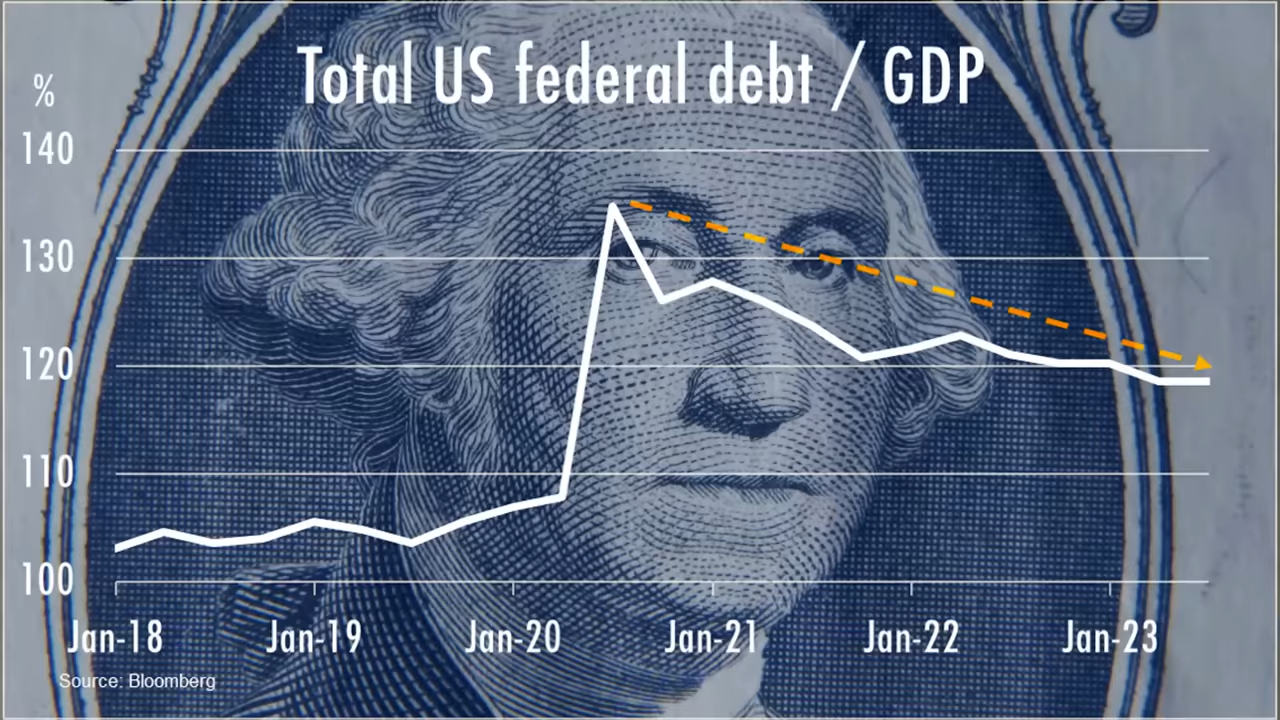 Total US federal debt / GDP
%
140
130
120
110
100
Jan-18 Jan-19 Jan-20 Jan-21 Jan-22 Jan-23
Source: Bloomberg